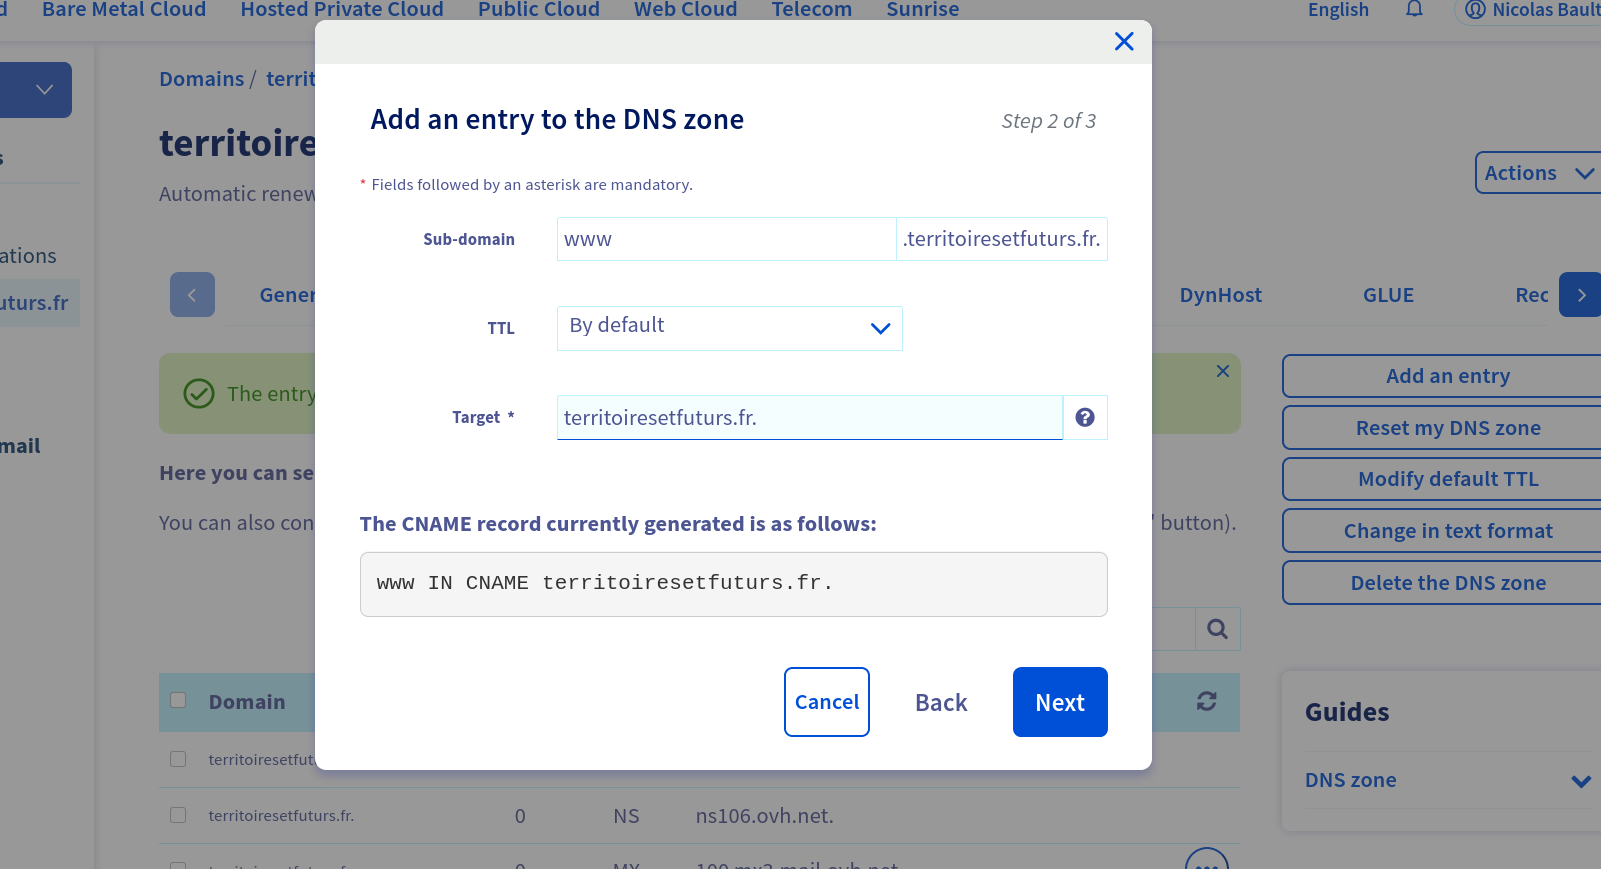 Bare Metal Cloud Hosted Private Cloud Public Cloud Web Cloud Telecom Sunrise English Nicolas Bault
Domains /
Add an entry to the DNS zone
Step 2 of 3
territoire
Automatic renew
Actions
* Fields followed by an asterisk are mandatory.
Sub-domain www .territoiresetfuturs.fr.
ations
uturs.fr
Gener
DynHost GLUE Rec
TTL By default
The entry
Target * territoiresetfuturs.fr.
Add an entry
Reset my DNS zone
Modify default TTL
Change in text format
Delete the DNS zone
mail
Here you can se
You can also con
' button).
The CNAME record currently generated is as follows:
www IN CNAME territoiresetfuturs.fr.
Cancel Back Next
Domain
territoiresetfut
territoiresetfuturs.fr. 0 NS ns106.ovh.net.
Guides
DNS zone